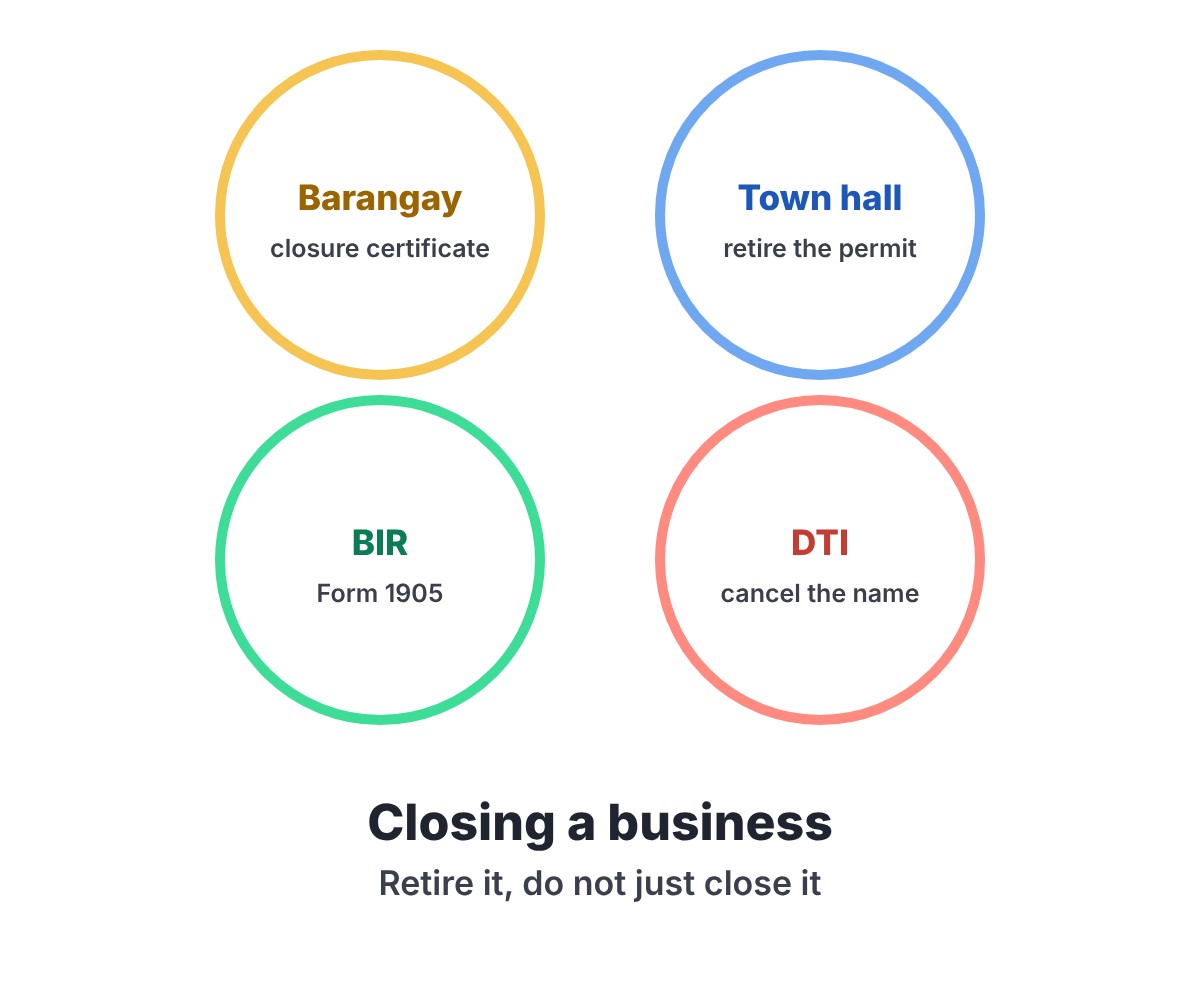 Barangay
closure certificate
Town hall
retire the permit
BIR
Form 1905
DTI
cancel the name
Closing a business
Retire it, do not just close it